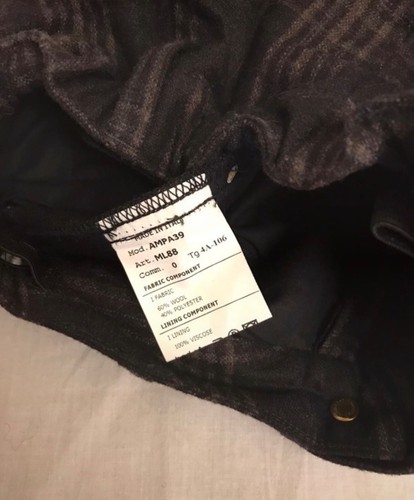 MADE IN ITALY
Mod. AMPA39
Art. ML88
Comm. 0 Tg 4A-106
FABRIC COMPONENT
1 FABRIC
60% WOOL
40% POLYESTER
LINING COMPONENT
1 LINING
100% VISCOSE